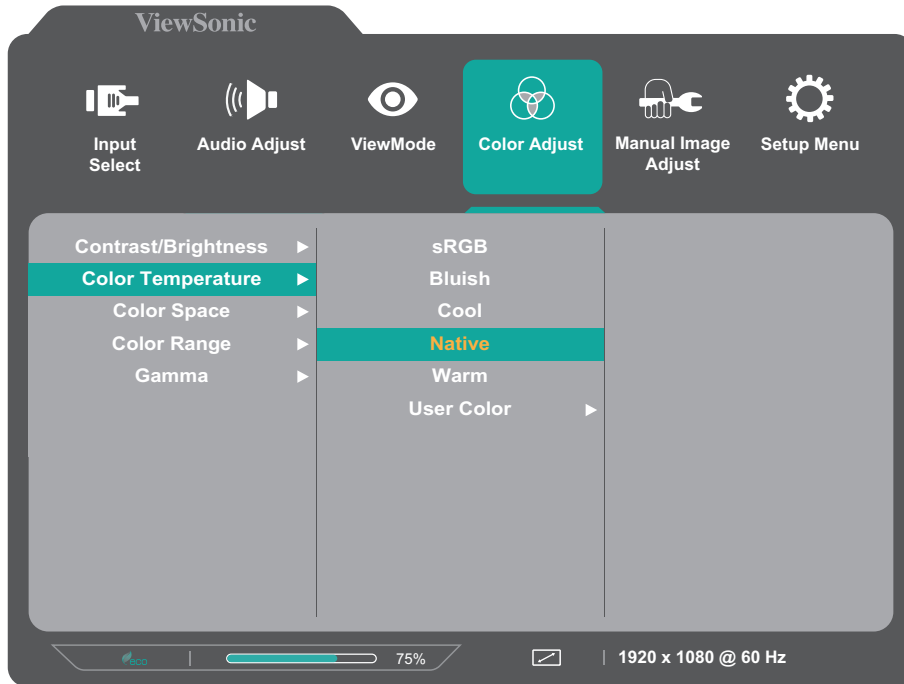 ViewSonic
Input
Select
Audio Adjust
ViewMode
Color Adjust
Manual Image
Adjust
Setup Menu
Contrast/Brightness
Color Temperature
Color Space
Color Range
Gamma
sRGB
Bluish
Cool
Native
Warm
User Color
eco
75%
1920 x 1080 @ 60 Hz